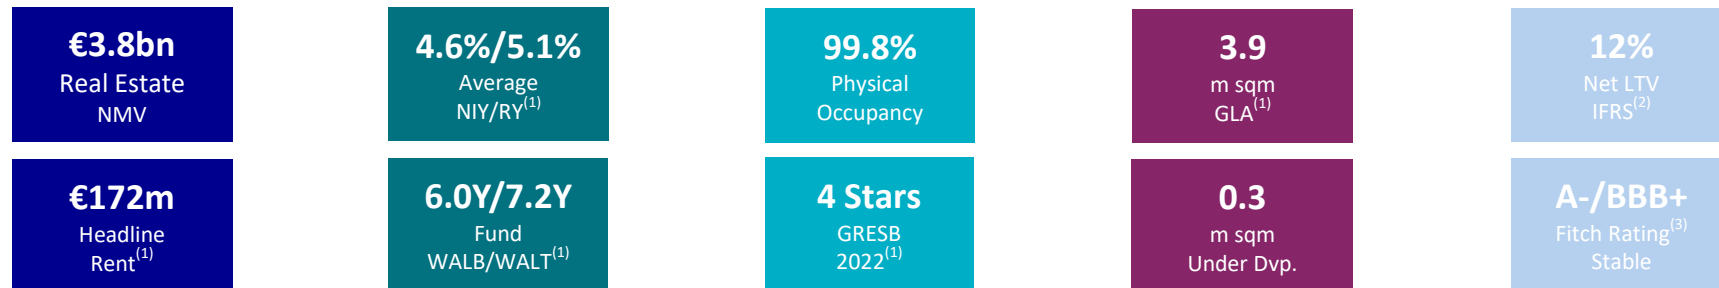 €3.8bn
Real Estate
NMV
4.6%/5.1%
Average
NIY/RY(1)
99.8%
Physical
Occupancy
3.9
m sqm
GLA(1)
12%
Net LTV
IFRS(2)
€172m
Headline
Rent(1)
6.0Y/7.2Y
Fund
WALB/WALT(1)
4 Stars
GRESB
2022(1)
0.3
m sqm
Under Dvp.
A-/BBB+
Fitch Rating(3)
Stable